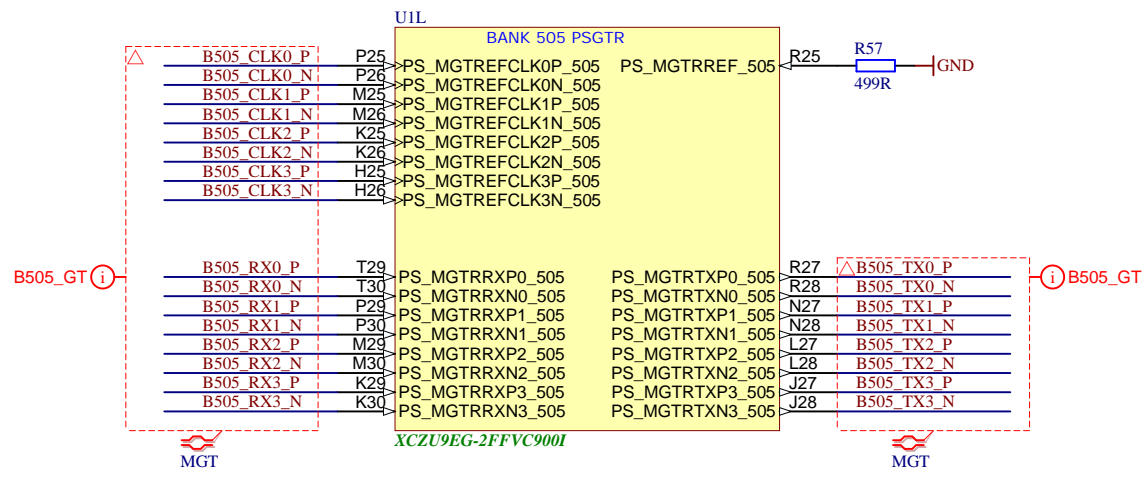 U1L
BANK 505 PSGTR
B505_CLK0_P P25 PS_MGTREFCLK0P_505 PS_MGTRREF_505 R25 R57 GND
499R
B505_CLK0_N P26 PS_MGTREFCLK0N_505
B505_CLK1_P M25 PS_MGTREFCLK1P_505
B505_CLK1_N M26 PS_MGTREFCLK1N_505
B505_CLK2_P K25 PS_MGTREFCLK2P_505
B505_CLK2_N K26 PS_MGTREFCLK2N_505
B505_CLK3_P H25 PS_MGTREFCLK3P_505
B505_CLK3_N H26 PS_MGTREFCLK3N_505
B505_GT i
B505_RX0_P T29 PS_MGTRRXP0_505 PS_MGTRTXP0_505 R27 B505_TX0_P
i B505_GT
B505_RX0_N T30 PS_MGTRRXN0_505 PS_MGTRTXN0_505 R28 B505_TX0_N
B505_RX1_P P29 PS_MGTRRXP1_505 PS_MGTRTXP1_505 N27 B505_TX1_P
B505_RX1_N P30 PS_MGTRRXN1_505 PS_MGTRTXN1_505 N28 B505_TX1_N
B505_RX2_P M29 PS_MGTRRXP2_505 PS_MGTRTXP2_505 L27 B505_TX2_P
B505_RX2_N M30 PS_MGTRRXN2_505 PS_MGTRTXN2_505 L28 B505_TX2_N
B505_RX3_P K29 PS_MGTRRXP3_505 PS_MGTRTXP3_505 J27 B505_TX3_P
B505_RX3_N K30 PS_MGTRRXN3_505 PS_MGTRTXN3_505 J28 B505_TX3_N
XCZU9EG-2FFVC900I
MGT MGT